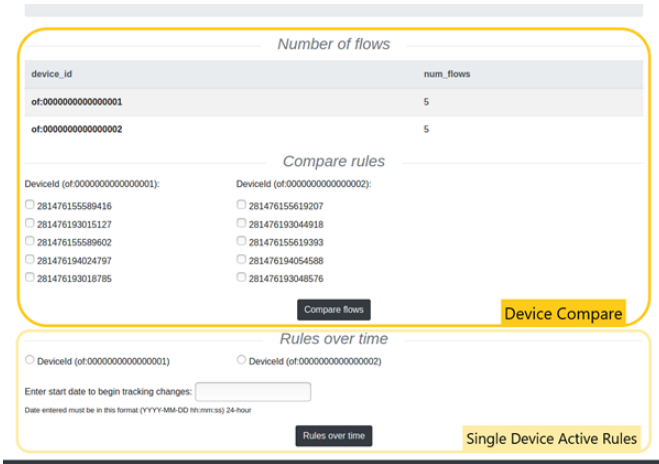 Number of flows
device_id num_flows
of:0000000000000001 5
of:0000000000000002 5
Compare rules
DeviceId (of:0000000000000001): DeviceId (of:0000000000000002):
281476155589416 281476155619207
281476193015127 281476193044918
281476155589602 281476155619393
281476194024797 281476194054588
281476193018785 281476193048576
Compare flows
Device Compare
Rules over time
DeviceId (of:0000000000000001) DeviceId (of:0000000000000002)
Enter start date to begin tracking changes:
Date entered must be in this format (YYYY-MM-DD hh:mm:ss) 24-hour
Rules over time
Single Device Active Rules